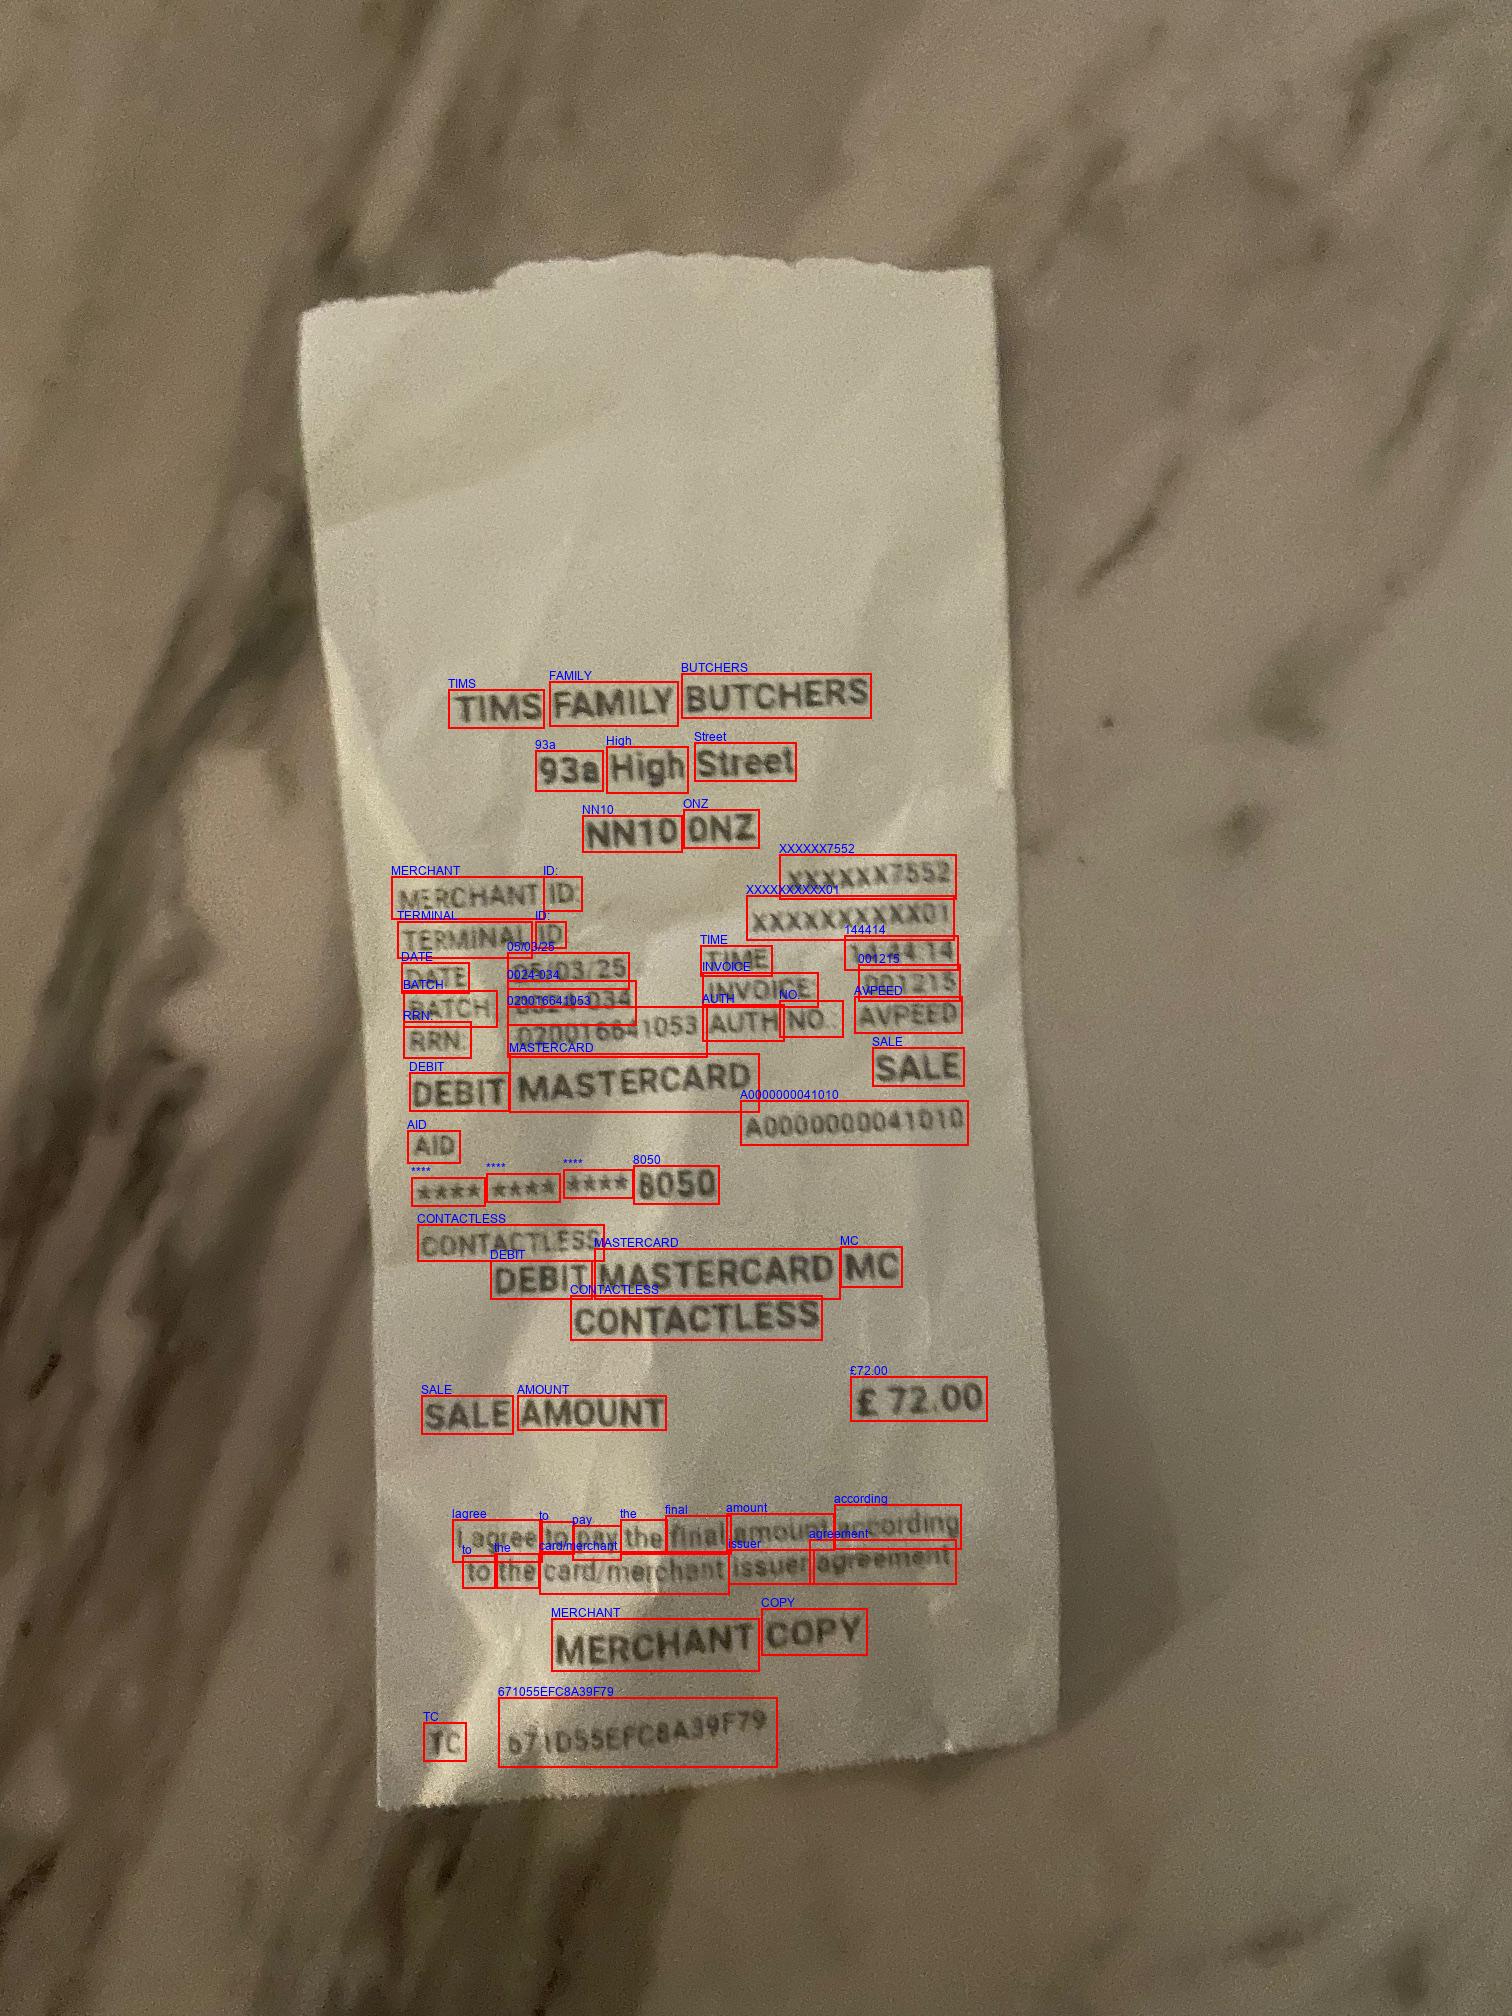 TIMS FAMILY BUTCHERS
93a High Street
NN10 0NZ
MERCHANT ID: XXXXXX7552
TERMINAL ID: XXXXXXXXXX01
DATE 05/03/25 TIME 14:44:14
BATCH: 0024-034 INVOICE: 001215
RRN: 020016641053 AUTH NO.: AVPEED
DEBIT MASTERCARD SALE
AID A0000000041010
**** **** **** 8050
CONTACTLESS
DEBIT MASTERCARD MC
CONTACTLESS
SALE AMOUNT £ 72.00
I agree to pay the final amount according
to the card/merchant issuer agreement
MERCHANT COPY
TC 671D55EFC8A39F79